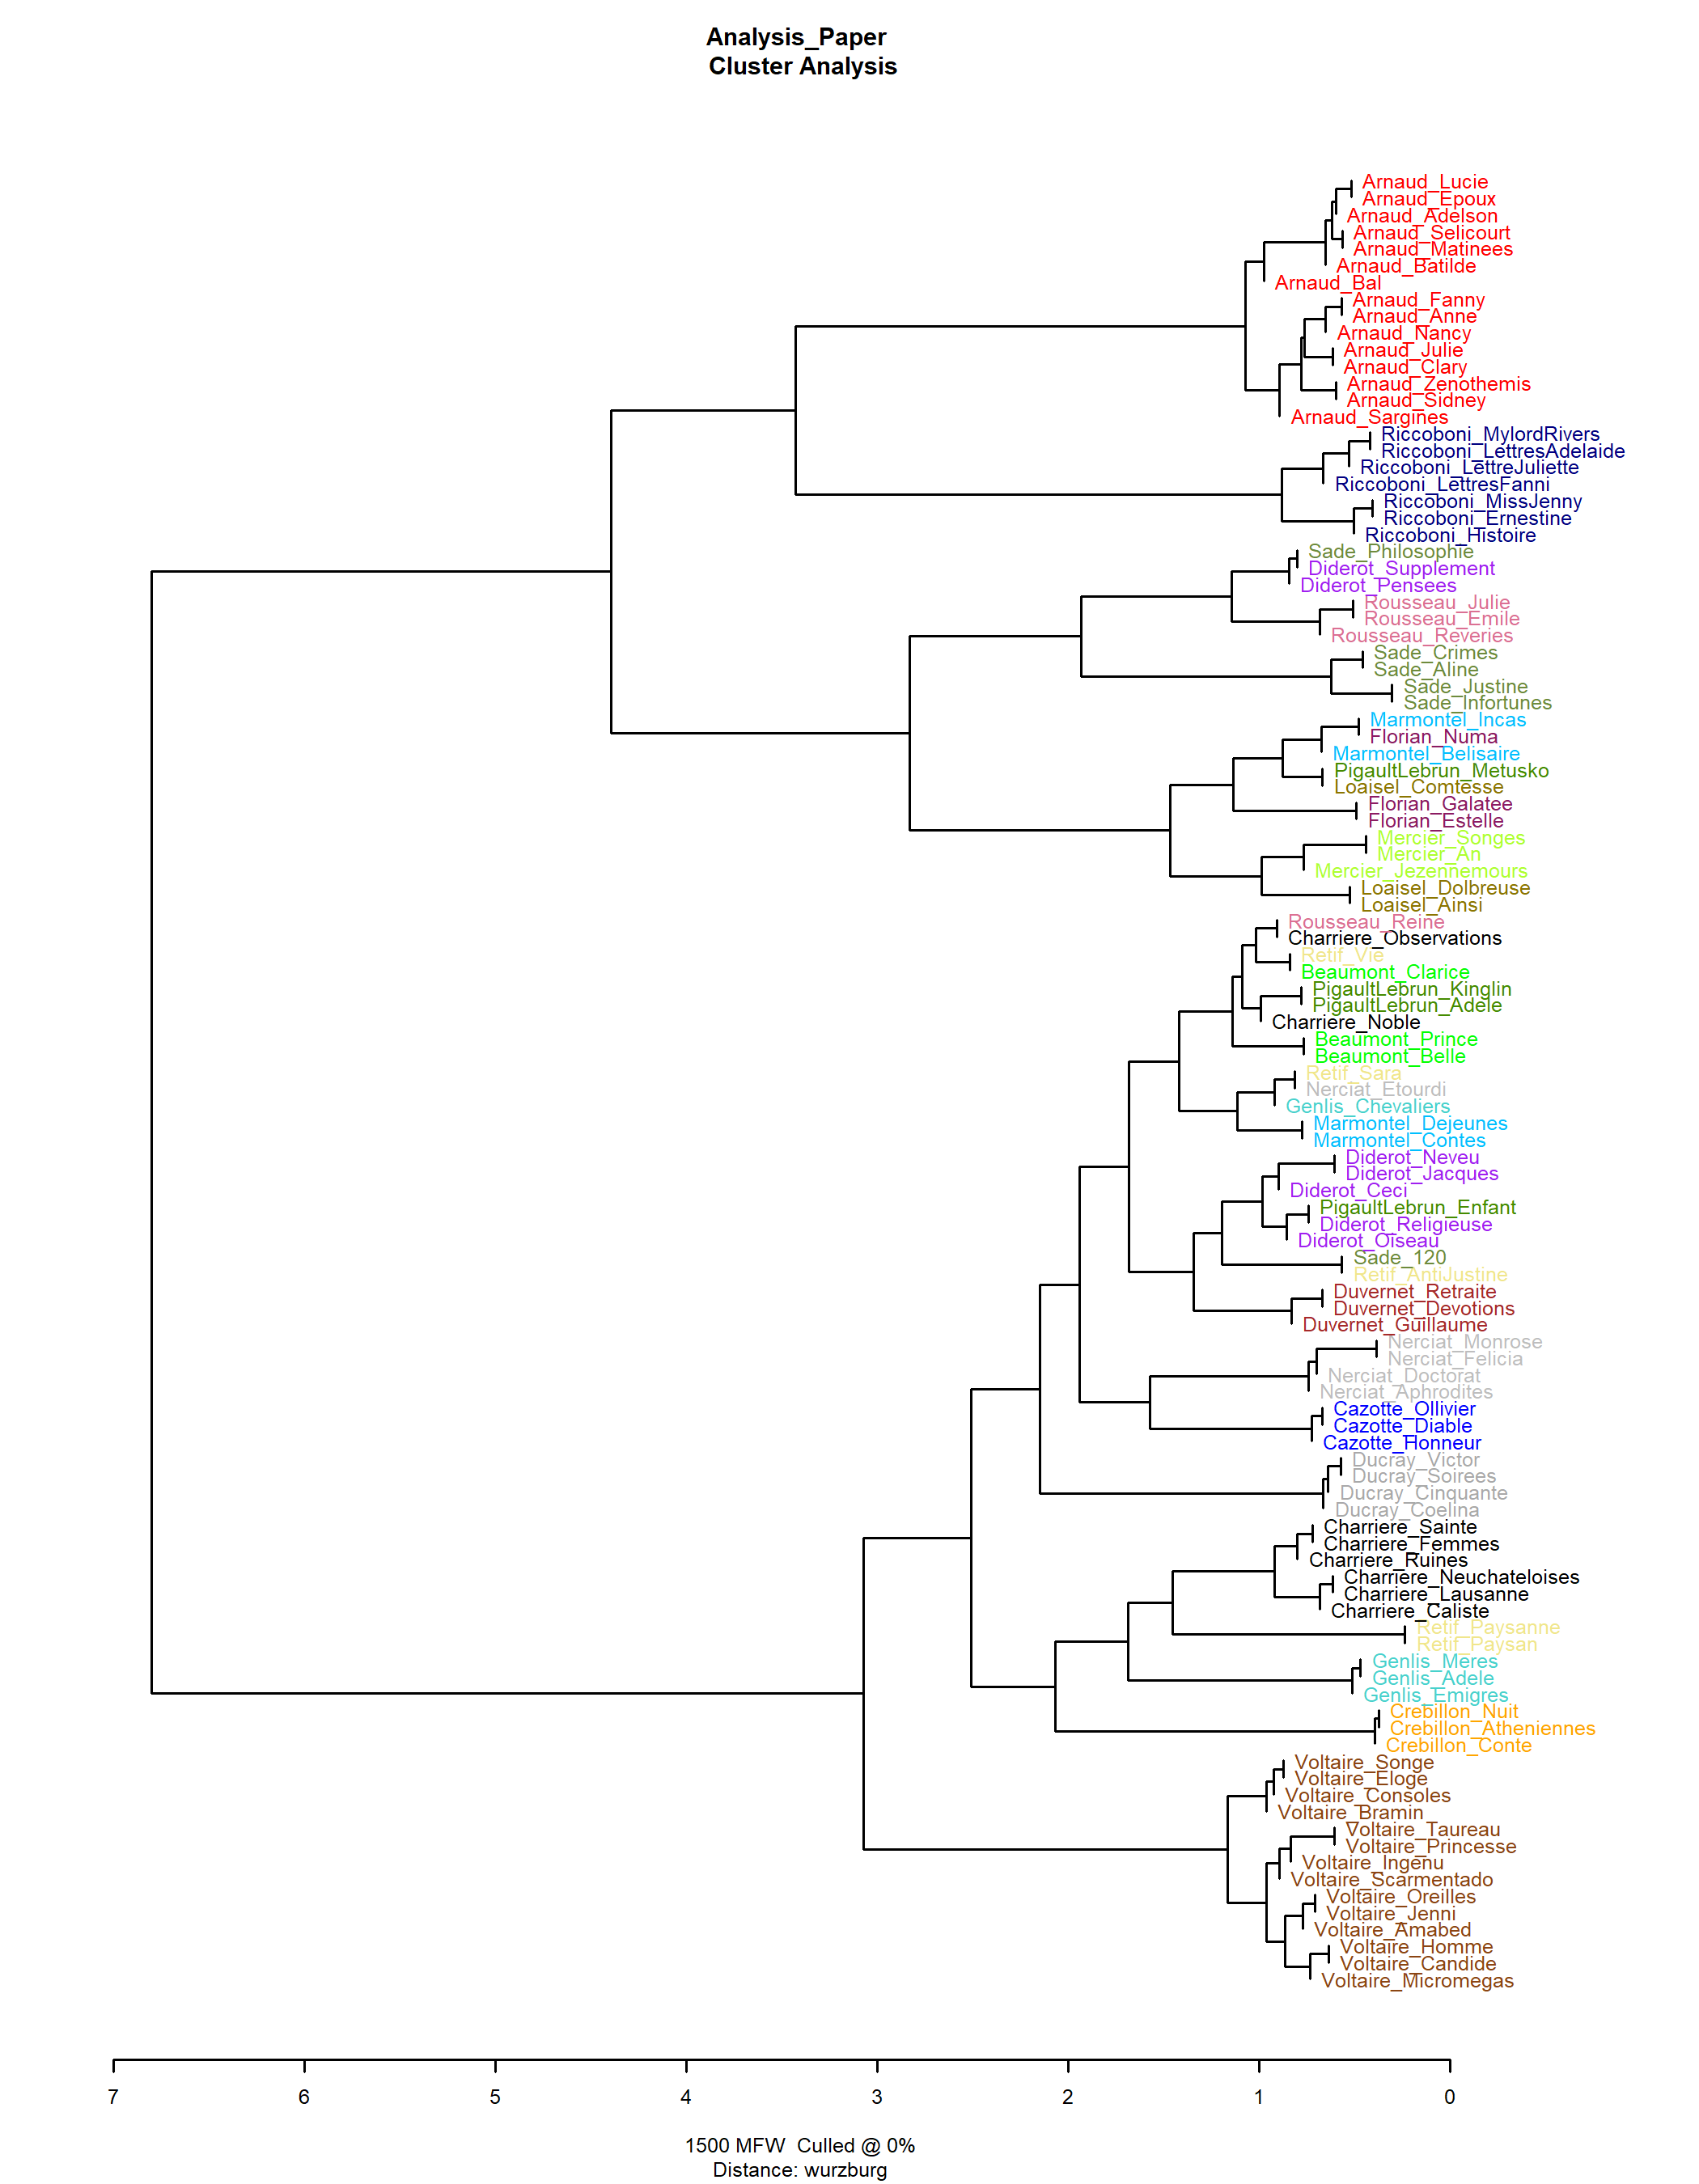 Analysis_Paper
Cluster Analysis
Arnaud_Lucie
Arnaud_Epoux
Arnaud_Adelson
Arnaud_Selicourt
Arnaud_Matinees
Arnaud_Batilde
Arnaud_Bal
Arnaud_Fanny
Arnaud_Anne
Arnaud_Nancy
Arnaud_Julie
Arnaud_Clary
Arnaud_Zenothemis
Arnaud_Sidney
Arnaud_Sargines
Riccoboni_MylordRivers
Riccoboni_LettresAdelaide
Riccoboni_LettreJuliette
Riccoboni_LettresFanni
Riccoboni_MissJenny
Riccoboni_Ernestine
Riccoboni_Histoire
Sade_Philosophie
Diderot_Supplement
Diderot_Pensees
Rousseau_Julie
Rousseau_Emile
Rousseau_Reveries
Sade_Crimes
Sade_Aline
Sade_Justine
Sade_Infortunes
Marmontel_Incas
Florian_Numa
Marmontel_Belisaire
PigaultLebrun_Metusko
Loaisel_Comtesse
Florian_Galatee
Florian_Estelle
Mercier_Songes
Mercier_An
Mercier_Jezennemours
Loaisel_Dolbreuse
Loaisel_Ainsi
Rousseau_Reine
Charriere_Observations
Retif_Vie
Beaumont_Clarice
PigaultLebrun_Kinglin
PigaultLebrun_Adele
Charriere_Noble
Beaumont_Prince
Beaumont_Belle
Retif_Sara
Nerciat_Etourdi
Genlis_Chevaliers
Marmontel_Dejeunes
Marmontel_Contes
Diderot_Neveu
Diderot_Jacques
Diderot_Ceci
PigaultLebrun_Enfant
Diderot_Religieuse
Diderot_Oiseau
Sade_120
Retif_AntiJustine
Duvernet_Retraite
Duvernet_Devotions
Duvernet_Guillaume
Nerciat_Monrose
Nerciat_Felicia
Nerciat_Doctorat
Nerciat_Aphrodites
Cazotte_Ollivier
Cazotte_Diable
Cazotte_Honneur
Ducray_Victor
Ducray_Soirees
Ducray_Cinquante
Ducray_Coelina
Charriere_Sainte
Charriere_Femmes
Charriere_Ruines
Charriere_Neuchateloises
Charriere_Lausanne
Charriere_Caliste
Retif_Paysanne
Retif_Paysan
Genlis_Meres
Genlis_Adele
Genlis_Emigres
Crebillon_Nuit
Crebillon_Atheniennes
Crebillon_Conte
Voltaire_Songe
Voltaire_Eloge
Voltaire_Consoles
Voltaire_Bramin
Voltaire_Taureau
Voltaire_Princesse
Voltaire_Ingenu
Voltaire_Scarmentado
Voltaire_Oreilles
Voltaire_Jenni
Voltaire_Amabed
Voltaire_Homme
Voltaire_Candide
Voltaire_Micromegas
7 6 5 4 3 2 1 0
1500 MFW  Culled @ 0%
Distance: wurzburg